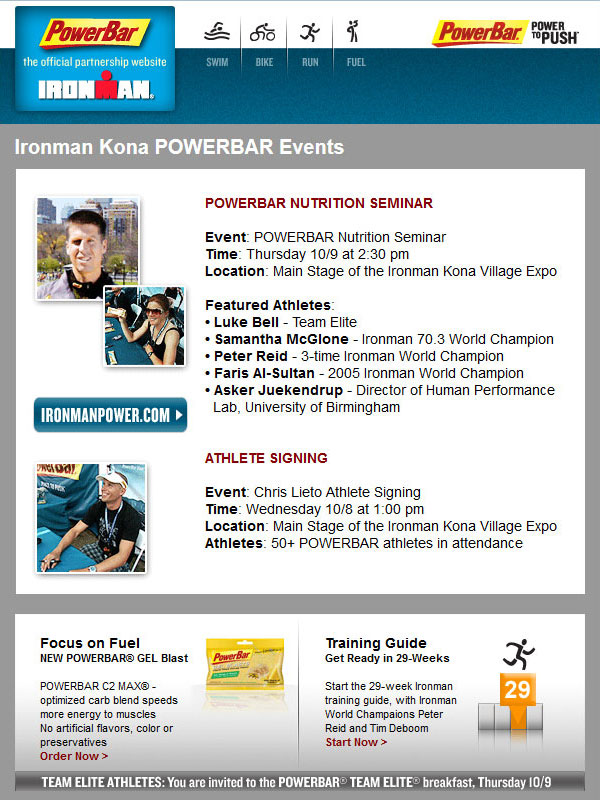 PowerBar
the official partnership website
IRONMAN
SWIM
BIKE
RUN
FUEL
PowerBar POWER TO PUSH™
Ironman Kona POWERBAR Events
POWERBAR NUTRITION SEMINAR
Event: POWERBAR Nutrition Seminar
Time: Thursday 10/9 at 2:30 pm
Location: Main Stage of the Ironman Kona Village Expo
Featured Athletes:
• Luke Bell - Team Elite
• Samantha McGlone - Ironman 70.3 World Champion
• Peter Reid - 3-time Ironman World Champion
• Faris Al-Sultan - 2005 Ironman World Champion
• Asker Juekendrup - Director of Human Performance
Lab, University of Birmingham
IRONMANPOWER.COM
ATHLETE SIGNING
Event: Chris Lieto Athlete Signing
Time: Wednesday 10/8 at 1:00 pm
Location: Main Stage of the Ironman Kona Village Expo
Athletes: 50+ POWERBAR athletes in attendance
PowerBar
Focus on Fuel
NEW POWERBAR® GEL Blast
POWERBAR C2 MAX® -
optimized carb blend speeds
more energy to muscles
No artificial flavors, color or
preservatives
Order Now >
PowerBar
Training Guide
Get Ready in 29-Weeks
Start the 29-week Ironman
training guide, with Ironman
World Champaions Peter
Reid and Tim Deboom
Start Now >
29
TEAM ELITE ATHLETES: You are invited to the POWERBAR® TEAM ELITE® breakfast, Thursday 10/9